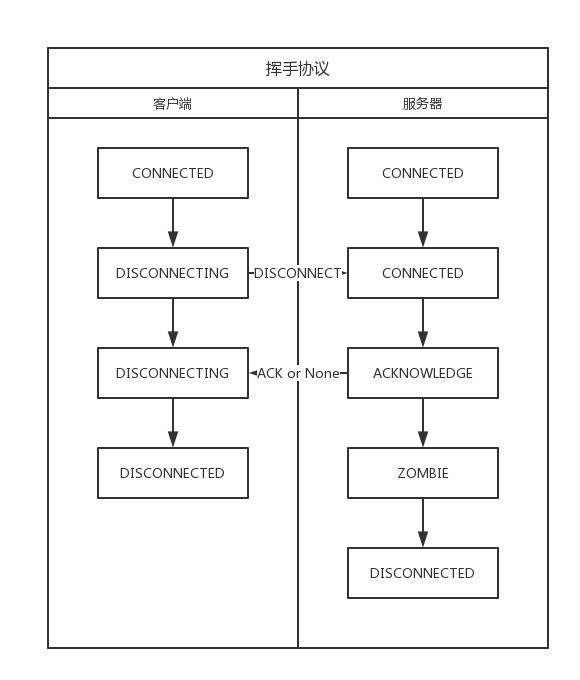 挥手协议
客户端
服务器
CONNECTED
CONNECTED
DISCONNECTING
DISCONNECT
CONNECTED
DISCONNECTING
ACK or None
ACKNOWLEDGE
DISCONNECTED
ZOMBIE
DISCONNECTED